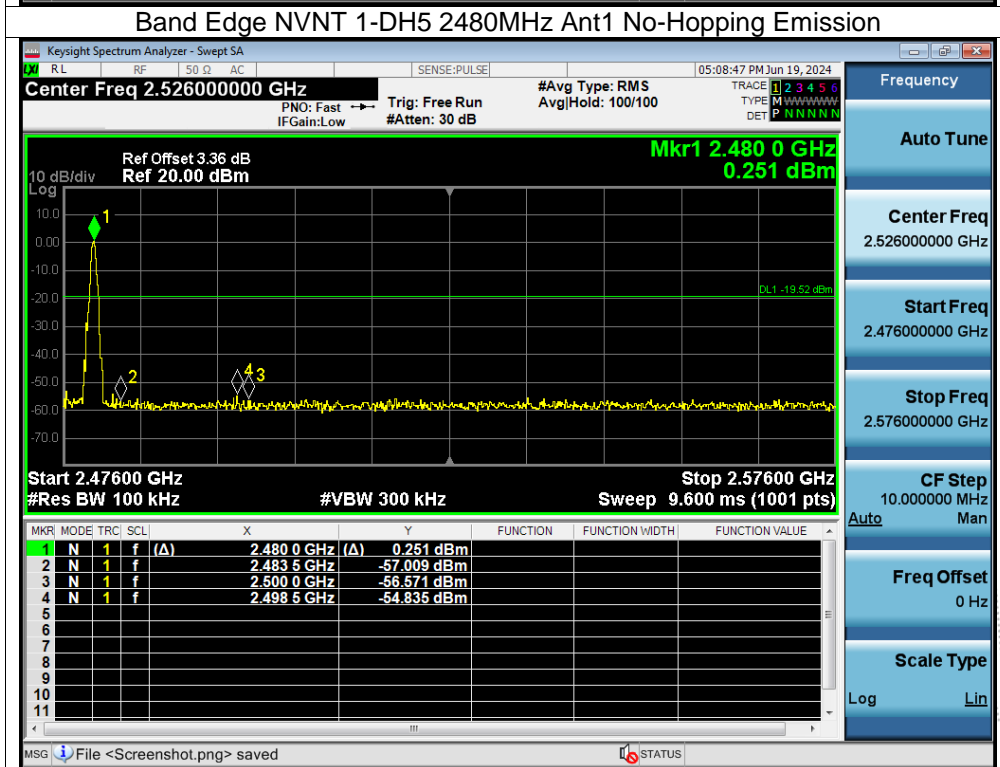 Band Edge NVNT 1-DH5 2480MHz Ant1 No-Hopping Emission
Keysight Spectrum Analyzer - Swept SA
LXI RL RF 50 Ω AC SENSE:PULSE 05:08:47 PM Jun 19, 2024
Center Freq 2.526000000 GHz #Avg Type: RMS TRACE 1 2 3 4 5 6
PNO: Fast Trig: Free Run Avg|Hold: 100/100 TYPE M WWWWW
IFGain:Low #Atten: 30 dB DET P N N N N N
Mkr1 2.480 0 GHz
0.251 dBm
Ref Offset 3.36 dB
10 dB/div Ref 20.00 dBm
Log
10.0
0.00
-10.0
-20.0
-30.0
-40.0
-50.0
-60.0
-70.0
1
2
4
3
DL1 -19.52 dBm
Start 2.47600 GHz Stop 2.57600 GHz
#Res BW 100 kHz #VBW 300 kHz Sweep 9.600 ms (1001 pts)
MKR MODE TRC SCL X Y FUNCTION FUNCTION WIDTH FUNCTION VALUE
1 N 1 f (Δ) 2.480 0 GHz (Δ) 0.251 dBm
2 N 1 f 2.483 5 GHz -57.009 dBm
3 N 1 f 2.500 0 GHz -56.571 dBm
4 N 1 f 2.498 5 GHz -54.835 dBm
5
6
7
8
9
10
11
MSG File <Screenshot.png> saved STATUS
Frequency
Auto Tune
Center Freq
2.526000000 GHz
Start Freq
2.476000000 GHz
Stop Freq
2.576000000 GHz
CF Step
10.000000 MHz
Auto Man
Freq Offset
0 Hz
Scale Type
Log Lin